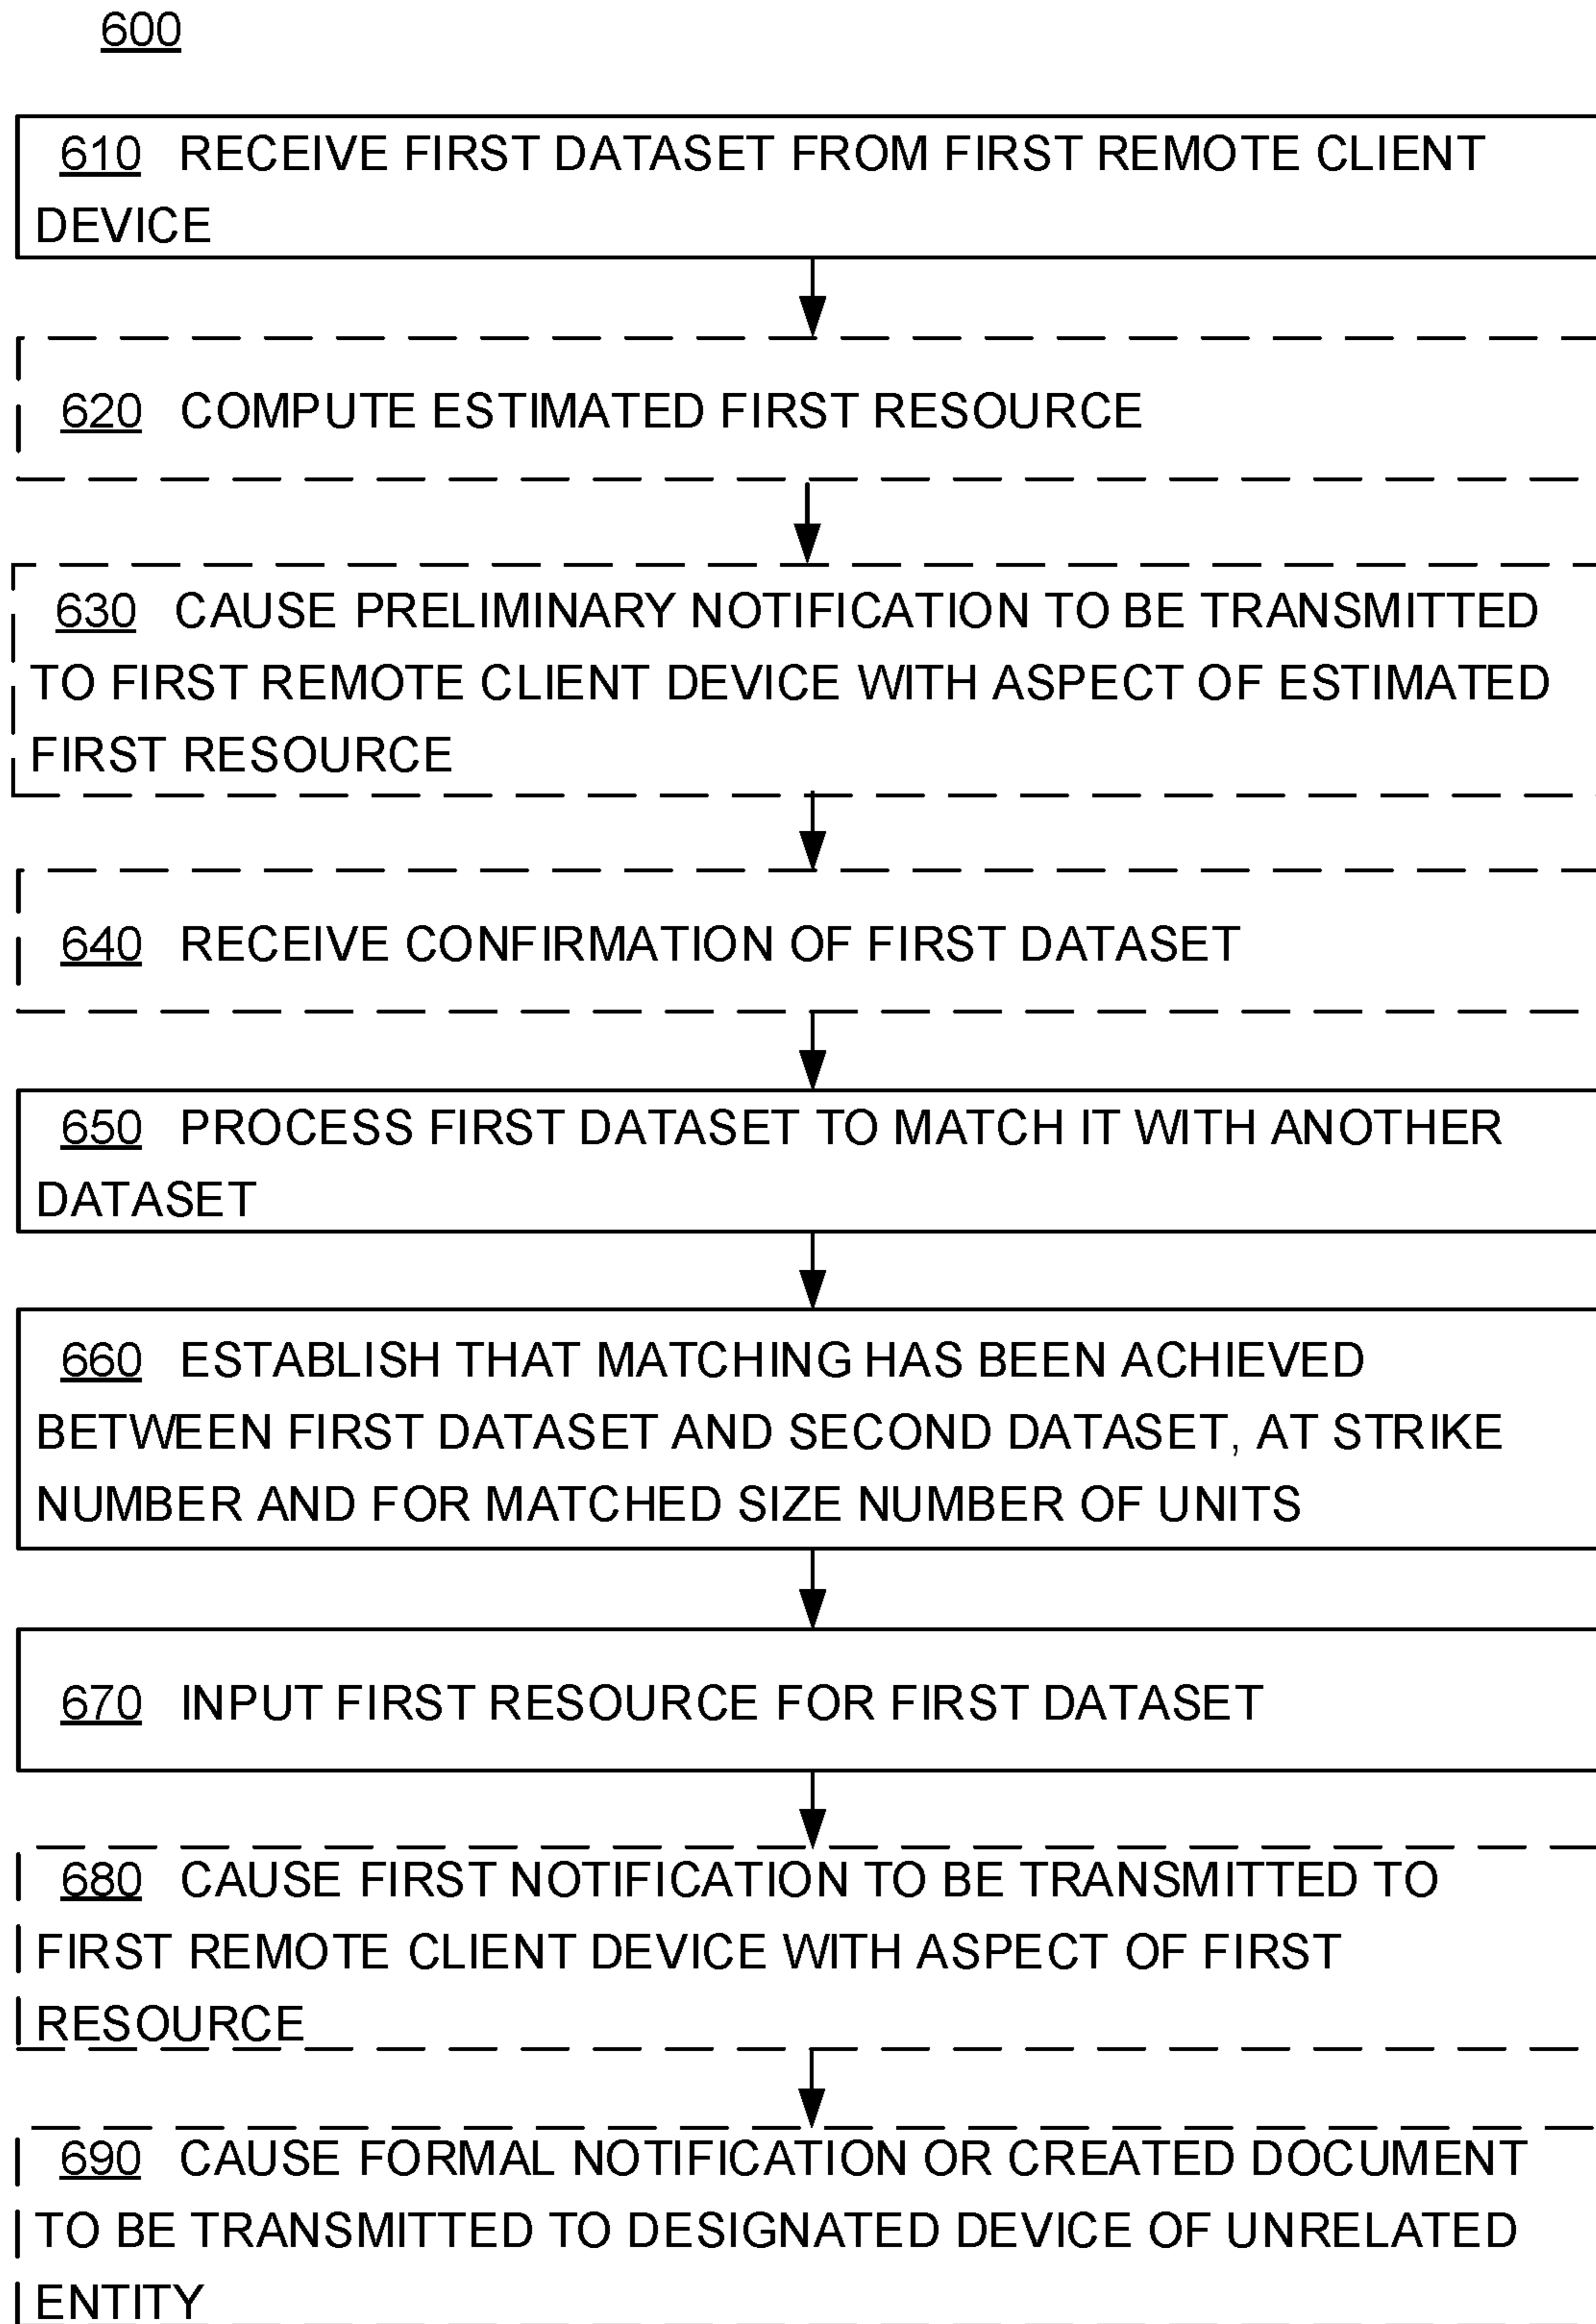 600
610 RECEIVE FIRST DATASET FROM FIRST REMOTE CLIENT
DEVICE
620 COMPUTE ESTIMATED FIRST RESOURCE
630 CAUSE PRELIMINARY NOTIFICATION TO BE TRANSMITTED
TO FIRST REMOTE CLIENT DEVICE WITH ASPECT OF ESTIMATED
FIRST RESOURCE
640 RECEIVE CONFIRMATION OF FIRST DATASET
650 PROCESS FIRST DATASET TO MATCH IT WITH ANOTHER
DATASET
660 ESTABLISH THAT MATCHING HAS BEEN ACHIEVED
BETWEEN FIRST DATASET AND SECOND DATASET, AT STRIKE
NUMBER AND FOR MATCHED SIZE NUMBER OF UNITS
670 INPUT FIRST RESOURCE FOR FIRST DATASET
680 CAUSE FIRST NOTIFICATION TO BE TRANSMITTED TO
FIRST REMOTE CLIENT DEVICE WITH ASPECT OF FIRST
RESOURCE
690 CAUSE FORMAL NOTIFICATION OR CREATED DOCUMENT
TO BE TRANSMITTED TO DESIGNATED DEVICE OF UNRELATED
ENTITY